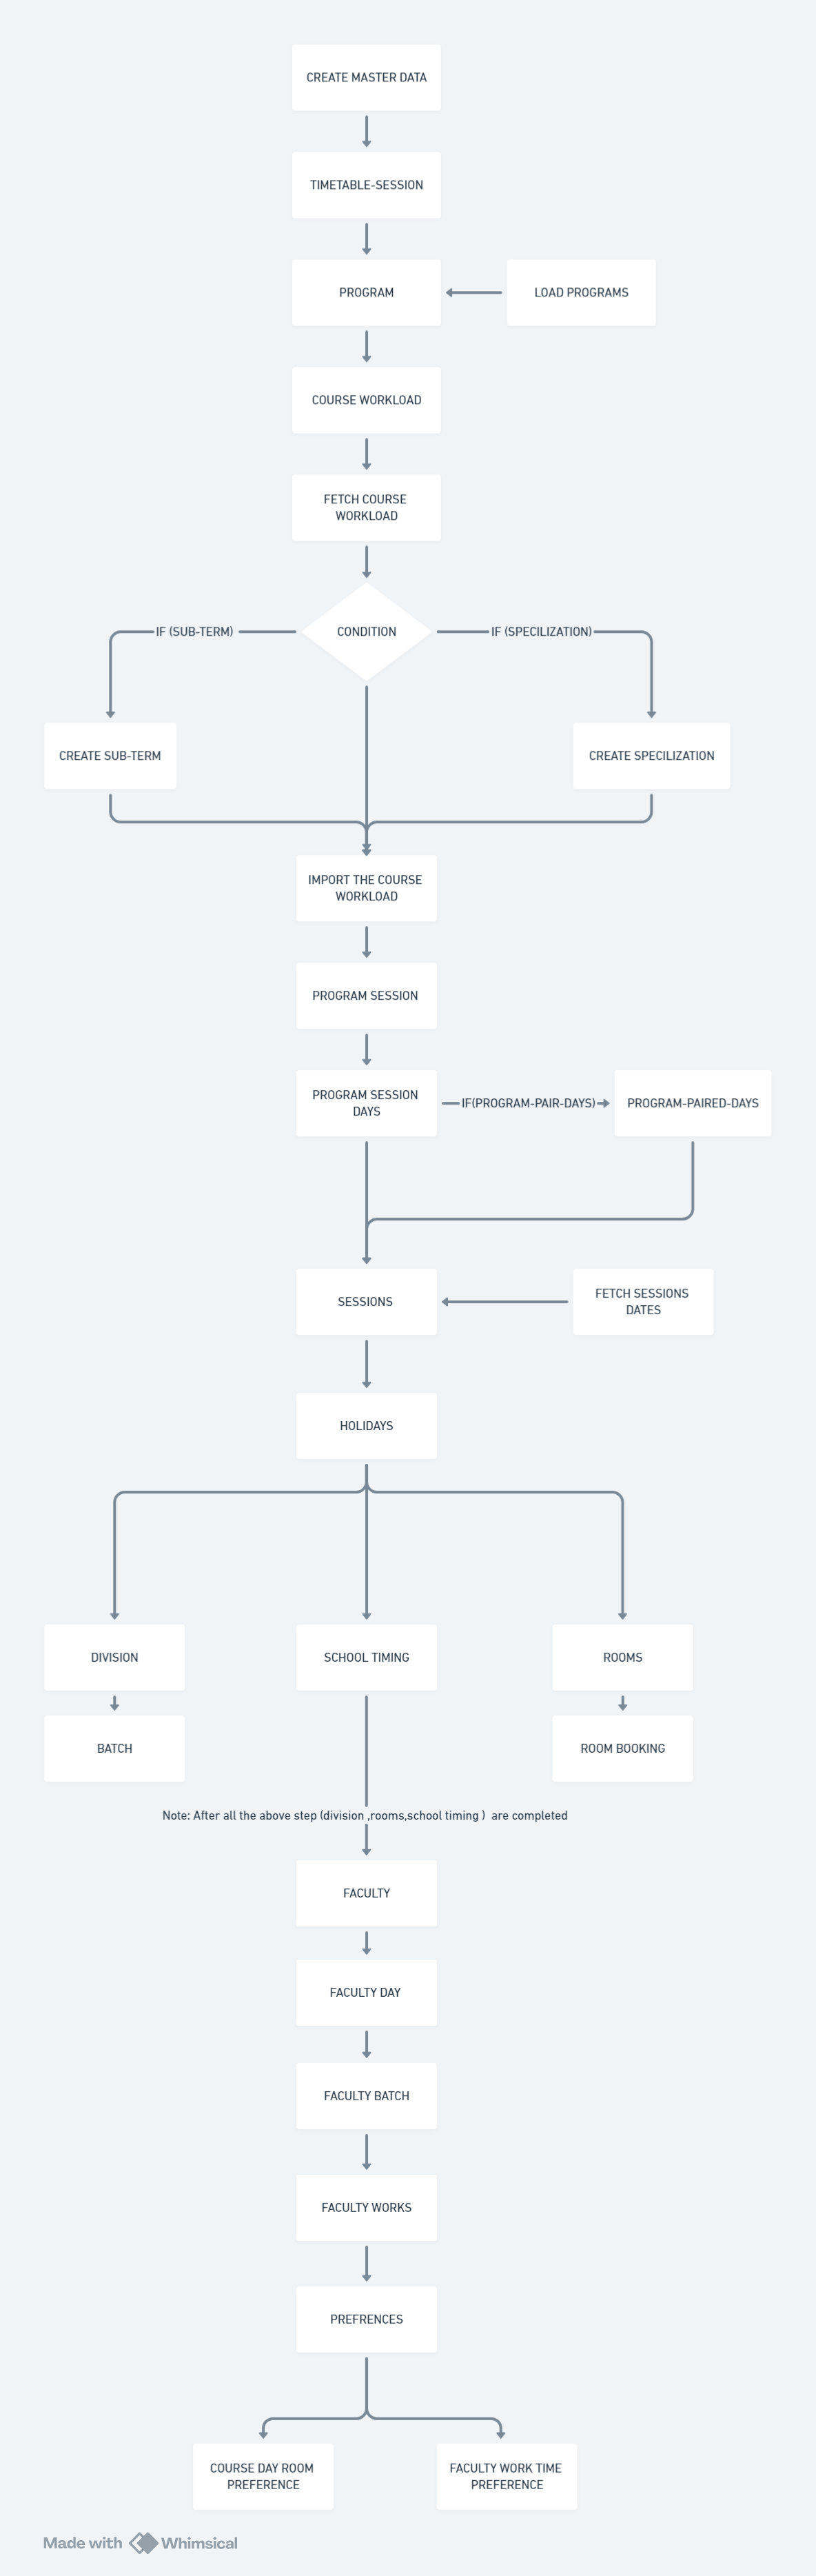 CREATE MASTER DATA
TIMETABLE-SESSION
PROGRAM
LOAD PROGRAMS
COURSE WORKLOAD
FETCH COURSE
WORKLOAD
IF (SUB-TERM)
CONDITION
IF (SPECILIZATION)
CREATE SUB-TERM
CREATE SPECILIZATION
IMPORT THE COURSE
WORKLOAD
PROGRAM SESSION
PROGRAM SESSION
DAYS
IF(PROGRAM-PAIR-DAYS)
PROGRAM-PAIRED-DAYS
SESSIONS
FETCH SESSIONS
DATES
HOLIDAYS
DIVISION
SCHOOL TIMING
ROOMS
BATCH
ROOM BOOKING
Note: After all the above step (division ,rooms,school timing ) are completed
FACULTY
FACULTY DAY
FACULTY BATCH
FACULTY WORKS
PREFRENCES
COURSE DAY ROOM
PREFERENCE
FACULTY WORK TIME
PREFERENCE
Made with Whimsical